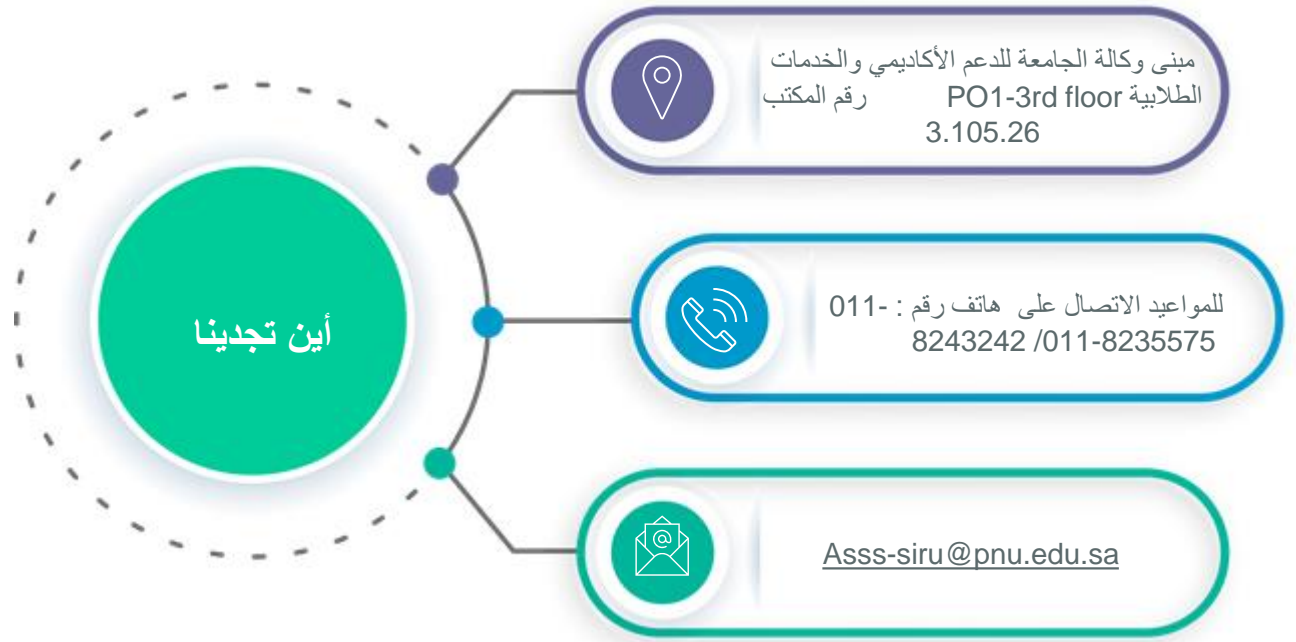 أين تجدينا
مبنى وكالة الجامعة للدعم الأكاديمي والخدمات
الطلابية PO1-3rd floor رقم المكتب
3.105.26
للمواعيد الاتصال على هاتف رقم : -011
8243242 /011-8235575
Asss-siru@pnu.edu.sa